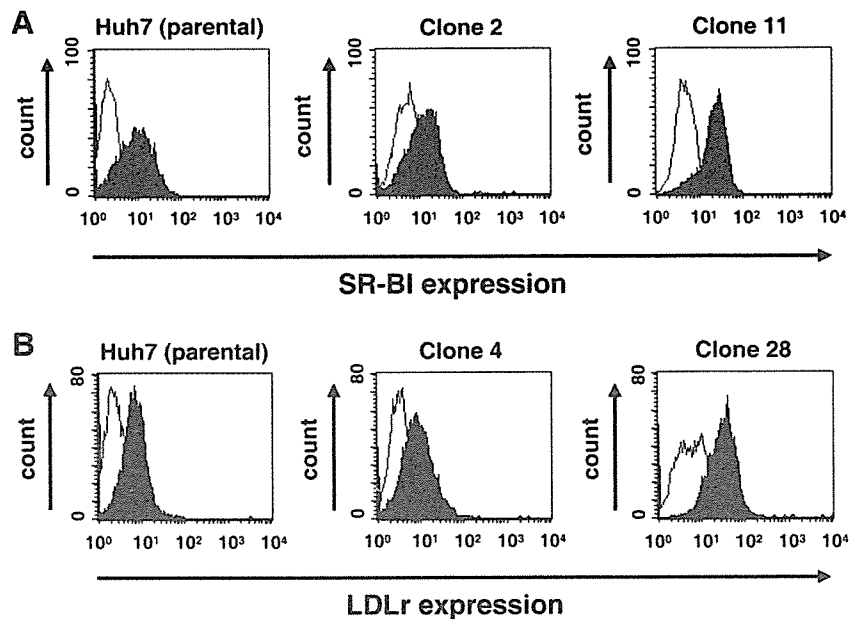 A
Huh7 (parental)
Clone 2
Clone 11
100
100
100
count
count
count
0
0
0
10⁰ 10¹ 10² 10³ 10⁴
10⁰ 10¹ 10² 10³ 10⁴
10⁰ 10¹ 10² 10³ 10⁴
SR-BI expression
B
Huh7 (parental)
Clone 4
Clone 28
80
80
80
count
count
count
0
0
0
10⁰ 10¹ 10² 10³ 10⁴
10⁰ 10¹ 10² 10³ 10⁴
10⁰ 10¹ 10² 10³ 10⁴
LDLr expression